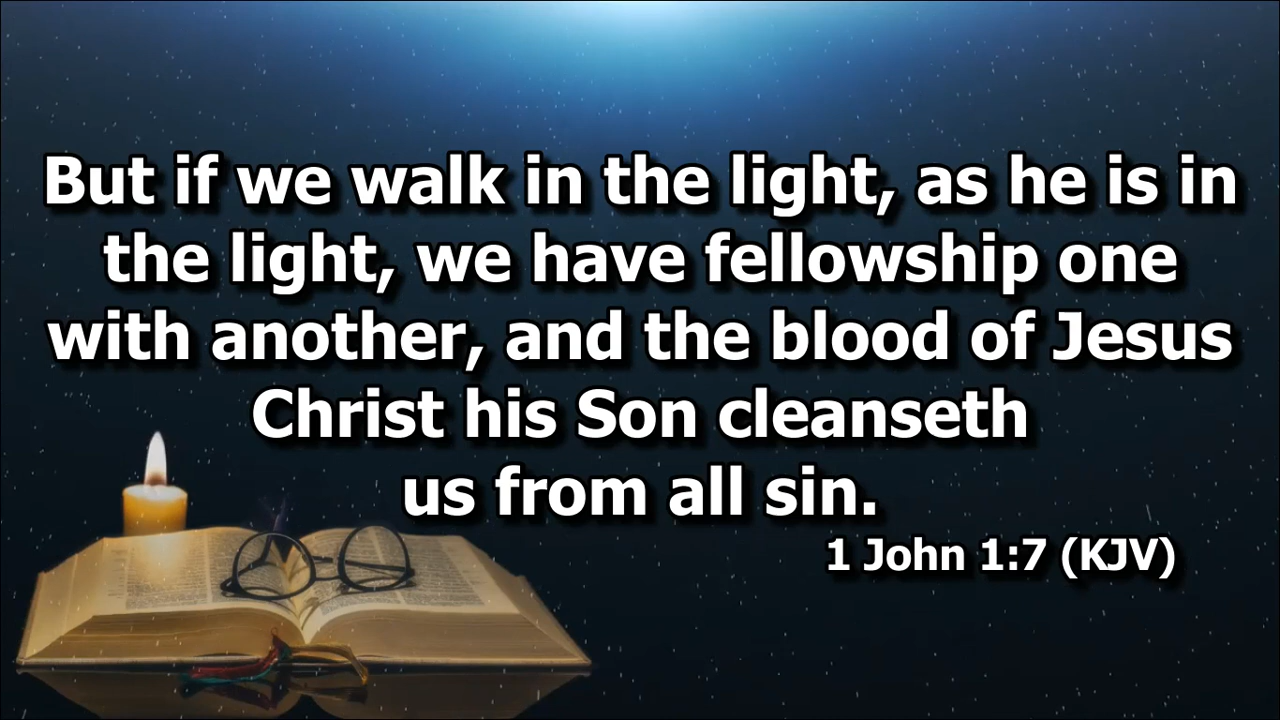 But if we walk in the light, as he is in
the light, we have fellowship one
with another, and the blood of Jesus
Christ his Son cleanseth
us from all sin.
1 John 1:7 (KJV)